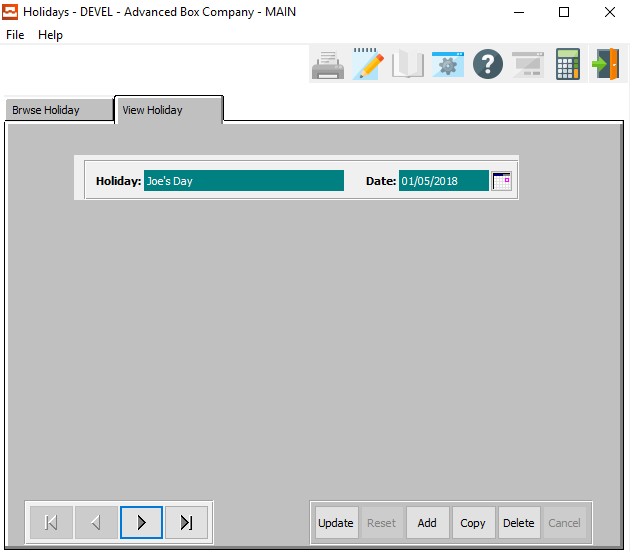 Holidays - DEVEL - Advanced Box Company - MAIN
File Help
Brwse Holiday View Holiday
Holiday: Joe's Day Date: 01/05/2018
Update Reset Add Copy Delete Cancel